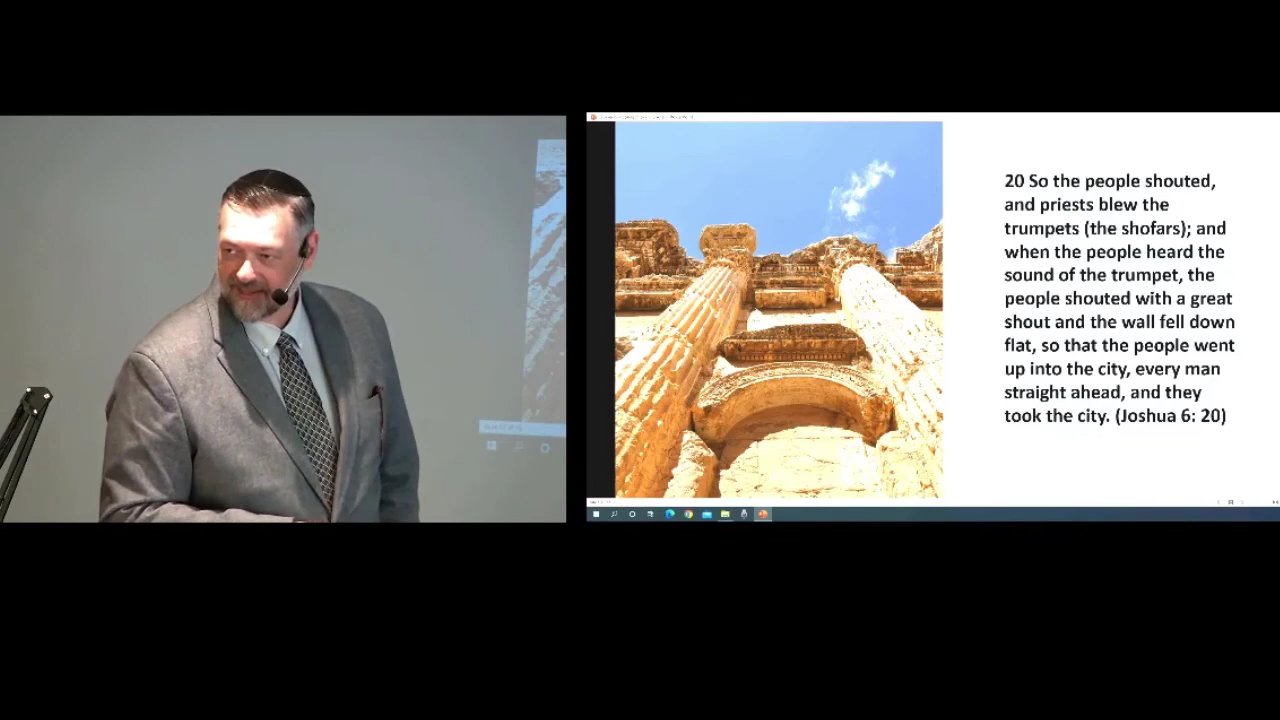 20 So the people shouted,
and priests blew the
trumpets (the shofars); and
when the people heard the
sound of the trumpet, the
people shouted with a great
shout and the wall fell down
flat, so that the people went
up into the city, every man
straight ahead, and they
took the city. (Joshua 6: 20)